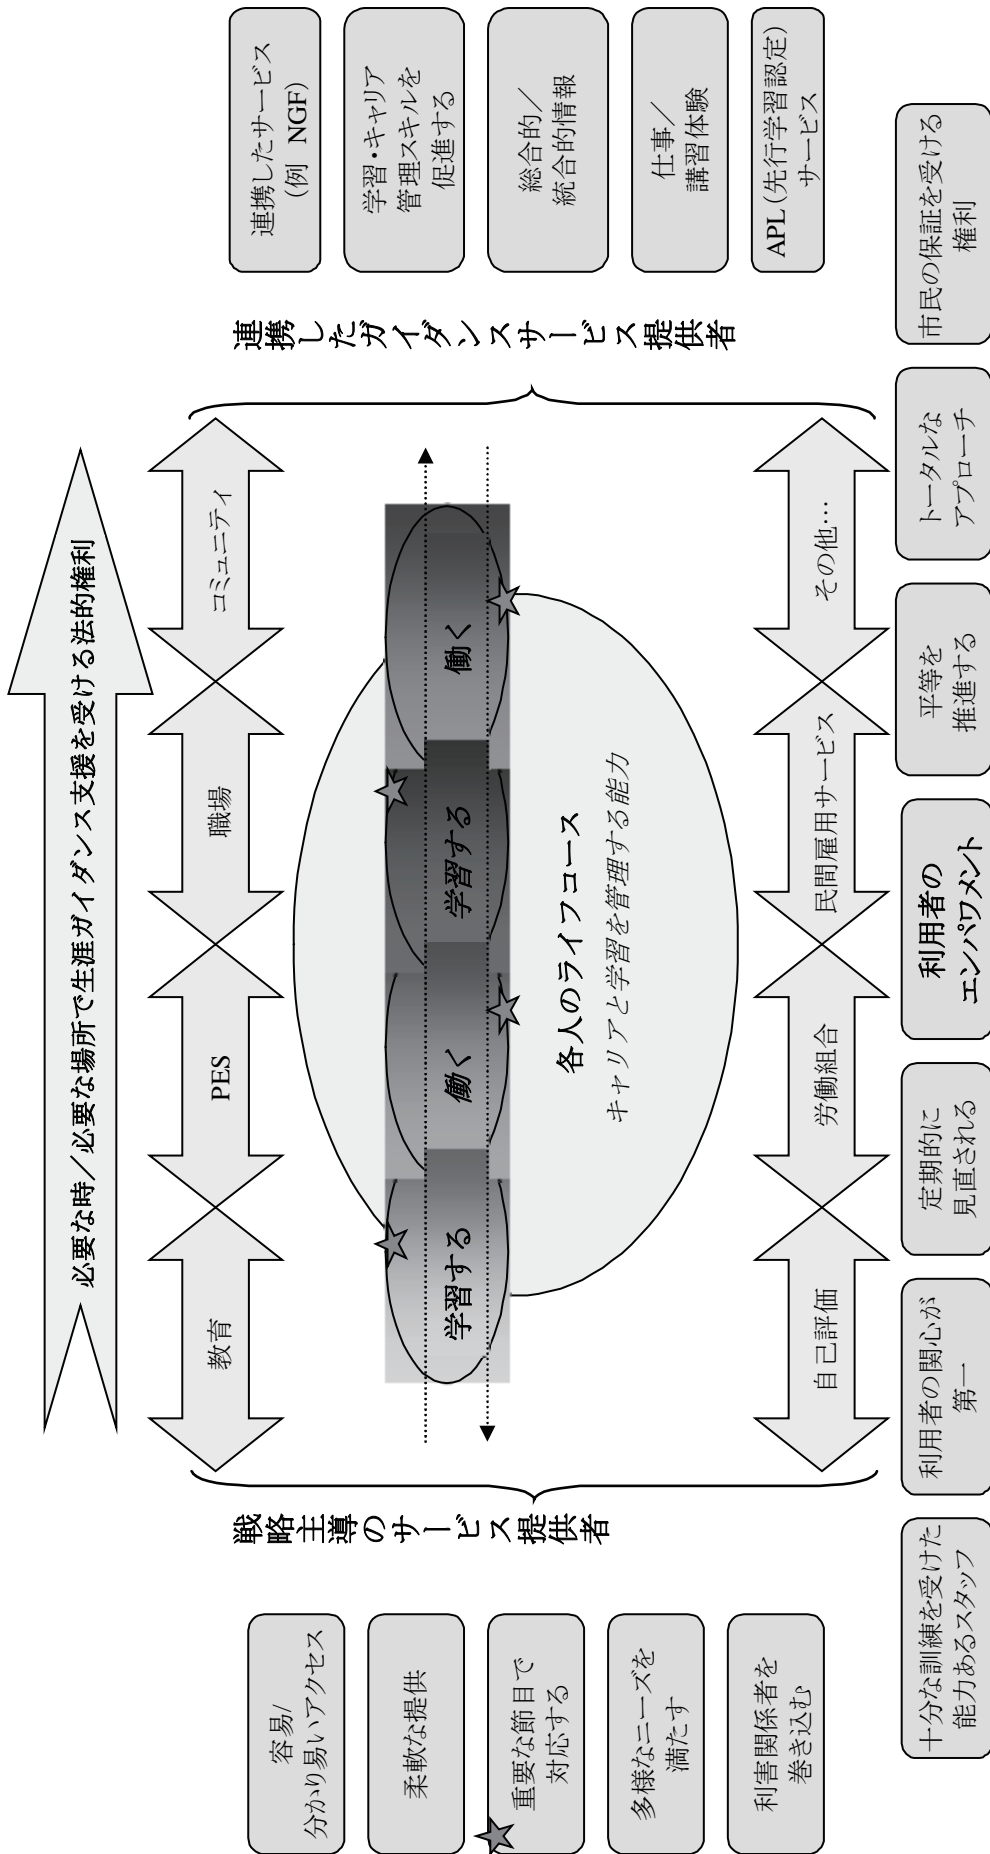 必要な時／必要な場所で生涯ガイダンス支援を受ける法的権利
教育
PES
職場
コミュニティ
戦略主導のサービス提供者
容易/
分かり易いアクセス
柔軟な提供
重要な節目で
対応する
多様なニーズを
満たす
利害関係者を
巻き込む
学習する
働く
学習する
働く
各人のライフコース
キャリアと学習を管理する能力
連携したガイダンスサービス提供者
連携したサービス
(例 NGF)
学習・キャリア
管理スキルを
促進する
総合的／
統合的情報
仕事／
講習体験
APL（先行学習認定）
サービス
自己評価
労働組合
民間雇用サービス
その他…
十分な訓練を受けた
能力あるスタッフ
利用者の関心が
第一
定期的に
見直される
利用者の
エンパワメント
平等を
推進する
トータルな
アプローチ
市民の保証を受ける
権利